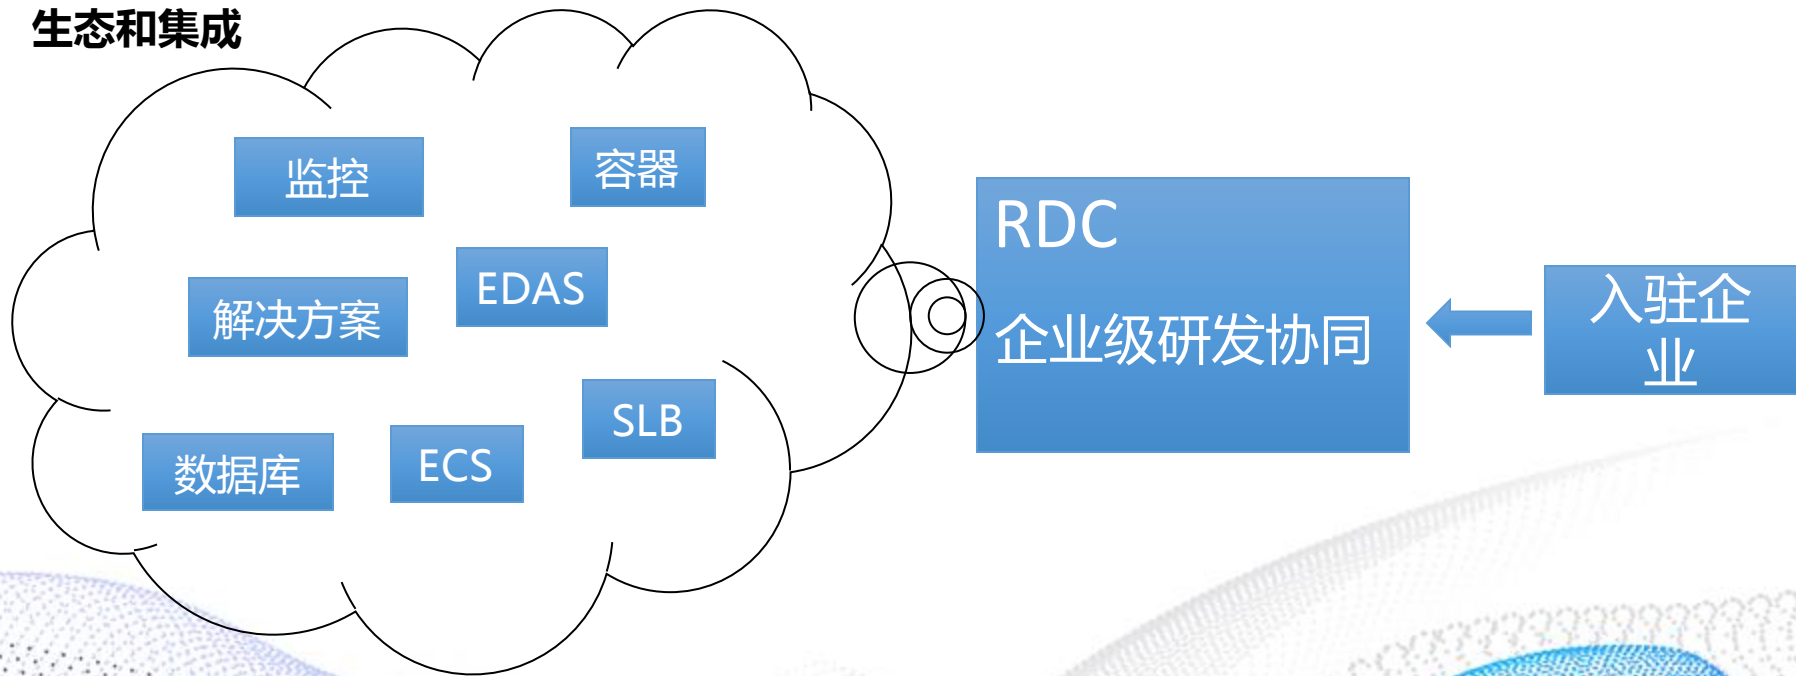 生态和集成
监控
容器
解决方案
EDAS
数据库
ECS
SLB
RDC
企业级研发协同
入驻企
业